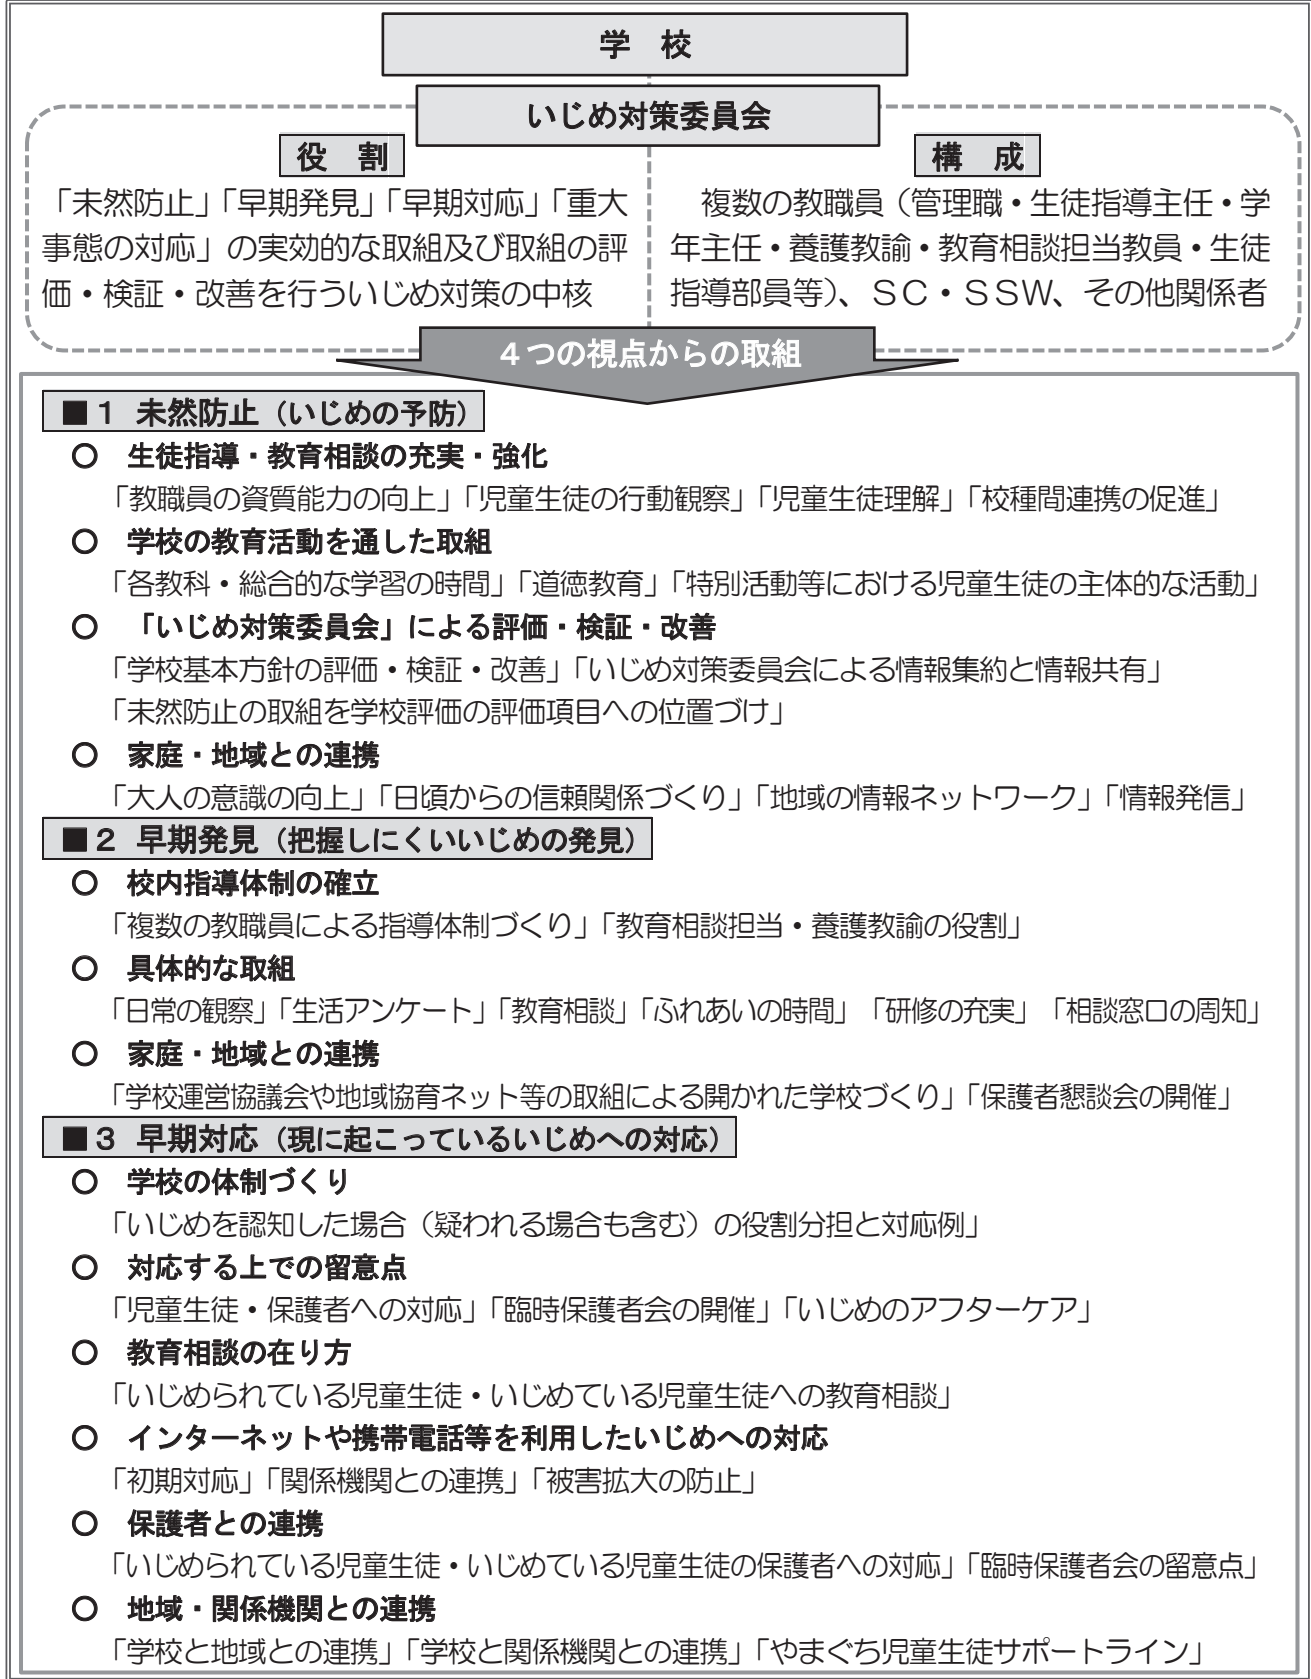 学 校
いじめ対策委員会
役 割
「未然防止」「早期発見」「早期対応」「重大
事態の対応」の実効的な取組及び取組の評
価・検証・改善を行ういじめ対策の中核
構 成
複数の教職員（管理職・生徒指導主任・学
年主任・養護教諭・教育相談担当教員・生徒
指導部員等）、ＳＣ・ＳＳＷ、その他関係者
４つの視点からの取組
■１ 未然防止（いじめの予防）
○ 生徒指導・教育相談の充実・強化
「教職員の資質能力の向上」「児童生徒の行動観察」「児童生徒理解」「校種間連携の促進」
○ 学校の教育活動を通した取組
「各教科・総合的な学習の時間」「道徳教育」「特別活動等における児童生徒の主体的な活動」
○ 「いじめ対策委員会」による評価・検証・改善
「学校基本方針の評価・検証・改善」「いじめ対策委員会による情報集約と情報共有」
「未然防止の取組を学校評価の評価項目への位置づけ」
○ 家庭・地域との連携
「大人の意識の向上」「日頃からの信頼関係づくり」「地域の情報ネットワーク」「情報発信」
■２ 早期発見（把握しにくいいじめの発見）
○ 校内指導体制の確立
「複数の教職員による指導体制づくり」「教育相談担当・養護教諭の役割」
○ 具体的な取組
「日常の観察」「生活アンケート」「教育相談」「ふれあいの時間」 「研修の充実」 「相談窓口の周知」
○ 家庭・地域との連携
「学校運営協議会や地域協育ネット等の取組による開かれた学校づくり」「保護者懇談会の開催」
■３ 早期対応（現に起こっているいじめへの対応）
○ 学校の体制づくり
「いじめを認知した場合（疑われる場合も含む）の役割分担と対応例」
○ 対応する上での留意点
「児童生徒・保護者への対応」「臨時保護者会の開催」「いじめのアフターケア」
○ 教育相談の在り方
「いじめられている児童生徒・いじめている児童生徒への教育相談」
○ インターネットや携帯電話等を利用したいじめへの対応
「初期対応」「関係機関との連携」「被害拡大の防止」
○ 保護者との連携
「いじめられている児童生徒・いじめている児童生徒の保護者への対応」「臨時保護者会の留意点」
○ 地域・関係機関との連携
「学校と地域との連携」「学校と関係機関との連携」「やまぐち児童生徒サポートライン」